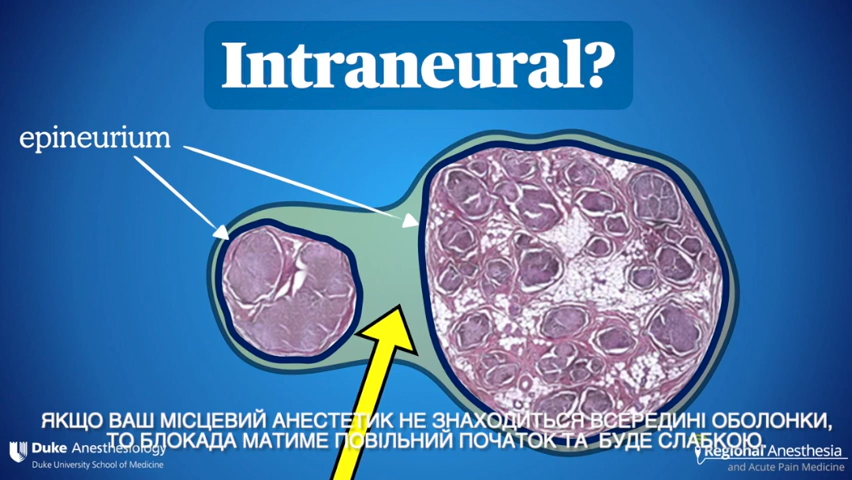 Intraneural?
epineurium
ЯКЩО ВАШ МІСЦЕВИЙ АНЕСТЕТИК НЕ ЗНАХОДИТЬСЯ ВСЕРЕДИНІ ОБОЛОНКИ,
ТО БЛОКАДА МАТИМЕ ПОВІЛЬНИЙ ПОЧАТОК ТА БУДЕ СЛАБКОЮ.
Duke Anesthesiology
Duke University School of Medicine
Regional Anesthesia
and Acute Pain Medicine